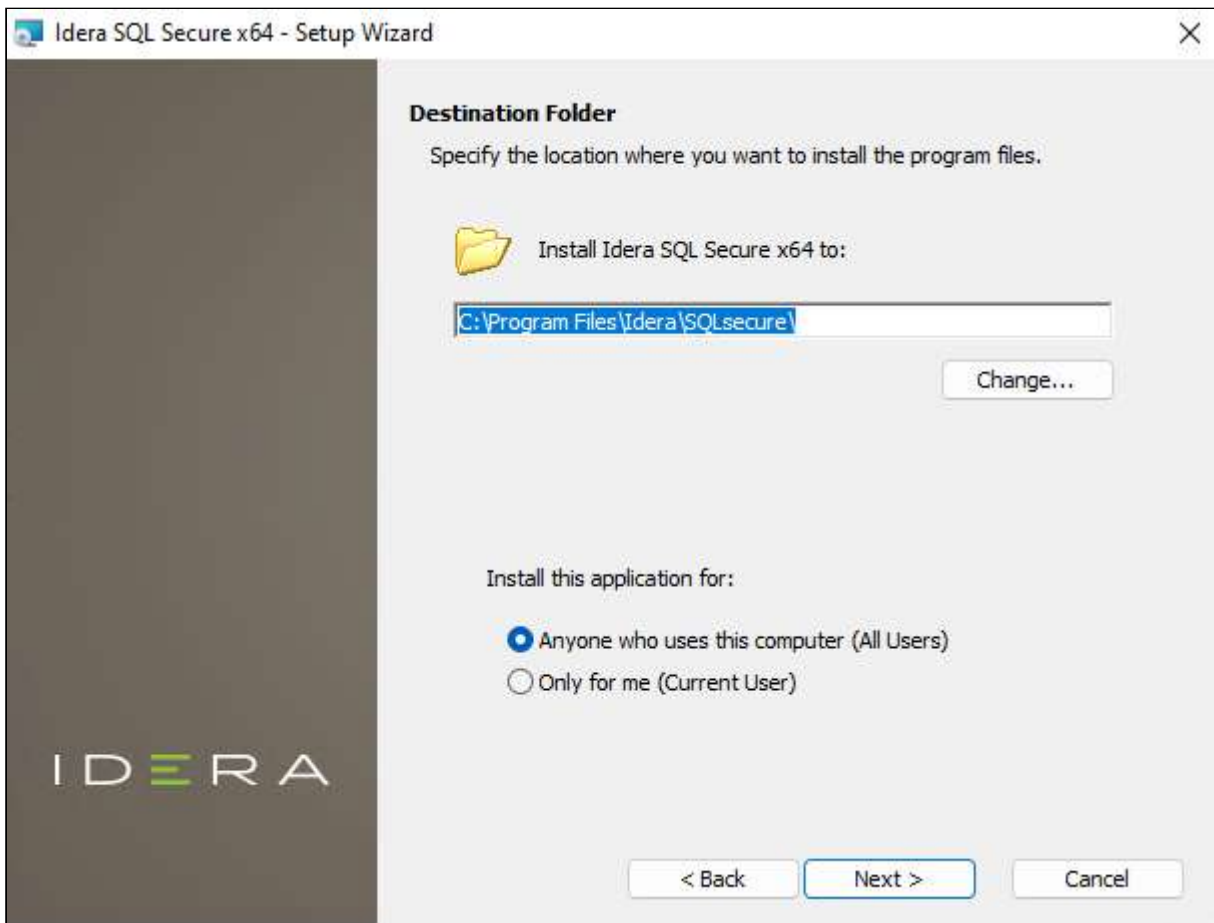 Idera SQL Secure x64 - Setup Wizard
Destination Folder
Specify the location where you want to install the program files.
Install Idera SQL Secure x64 to:
C:\Program Files\Idera\SQLsecure\
Change...
Install this application for:
Anyone who uses this computer (All Users)
Only for me (Current User)
IDERA
< Back Next > Cancel